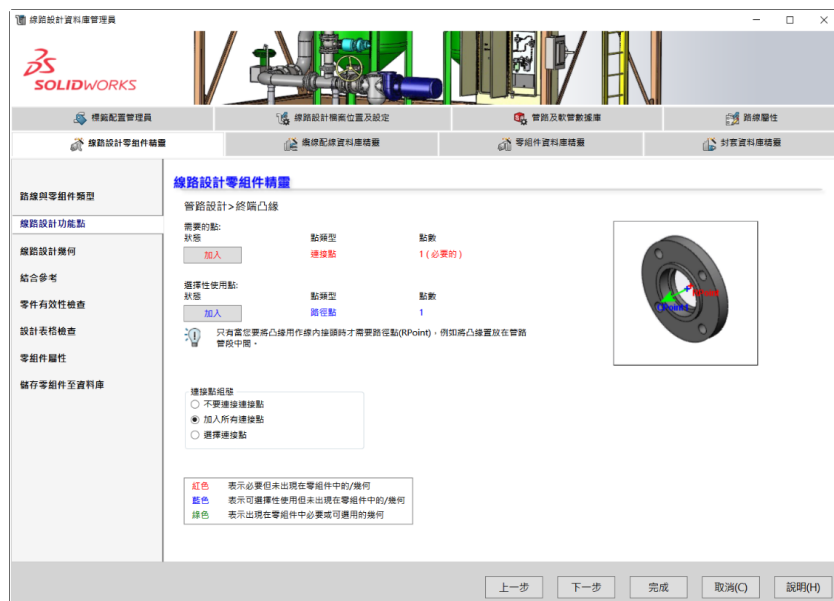 線路設計資料庫管理員
SOLIDWORKS
標籤配置管理員
線路設計檔案位置及設定
管路及軟管數據庫
路線屬性
線路設計零組件精靈
纜線配線資料庫精靈
零組件資料庫精靈
封套資料庫精靈
路線與零組件類型
線路設計功能點
線路設計幾何
結合參考
零件有效性檢查
設計表格檢查
零組件屬性
儲存零組件至資料庫
線路設計零組件精靈
管路設計>終端凸緣
需要的點:
狀態 點類型 點數
加入 連接點 1 ( 必要的 )
選擇性使用點:
狀態 點類型 點數
加入 路徑點 1
只有當您要將凸緣用作線內接頭時才需要路徑點(RPoint)，例如將凸緣置放在管路
管段中間。
連接點組態
不要連接連接點
加入所有連接點
選擇連接點
紅色 表示必要但未出現在零組件中的/幾何
藍色 表示可選擇性使用但未出現在零組件中的/幾何
綠色 表示出現在零組件中必要或可選用的幾何
上一步
下一步
完成
取消(C)
說明(H)